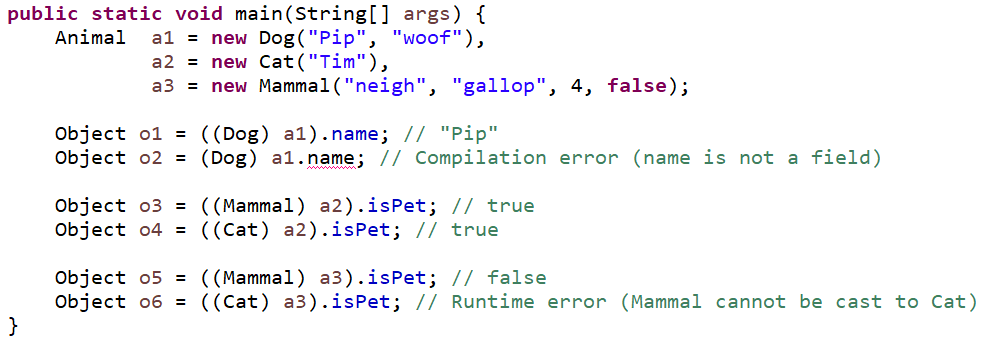 public static void main(String[] args) {
    Animal  a1 = new Dog("Pip", "woof"),
            a2 = new Cat("Tim"),
            a3 = new Mammal("neigh", "gallop", 4, false);

    Object o1 = ((Dog) a1).name; // "Pip"
    Object o2 = (Dog) a1.name; // Compilation error (name is not a field)

    Object o3 = ((Mammal) a2).isPet; // true
    Object o4 = ((Cat) a2).isPet; // true

    Object o5 = ((Mammal) a3).isPet; // false
    Object o6 = ((Cat) a3).isPet; // Runtime error (Mammal cannot be cast to Cat)
}